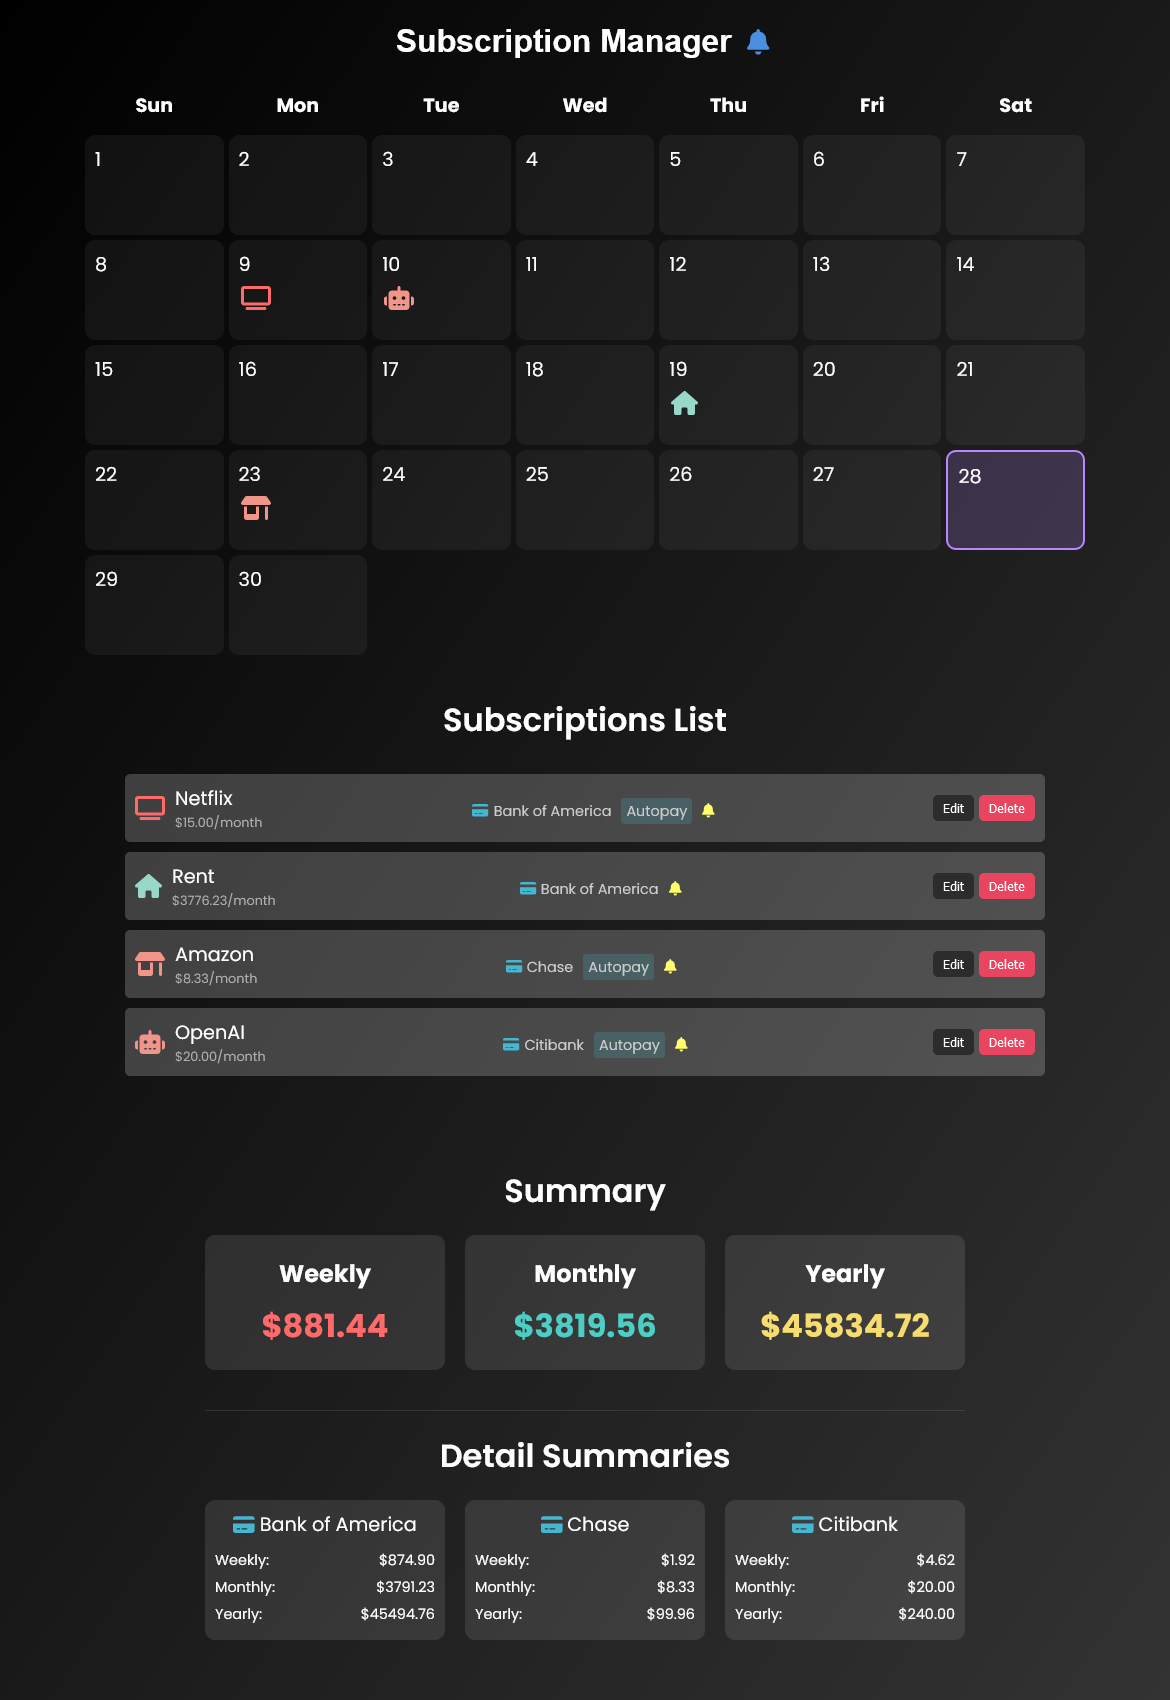 Subscription Manager
Sun Mon Tue Wed Thu Fri Sat
1 2 3 4 5 6 7
8 9 10 11 12 13 14
15 16 17 18 19 20 21
22 23 24 25 26 27 28
29 30
Subscriptions List
Netflix
$15.00/month
Bank of America Autopay
Edit Delete
Rent
$3776.23/month
Bank of America
Edit Delete
Amazon
$8.33/month
Chase Autopay
Edit Delete
OpenAI
$20.00/month
Citibank Autopay
Edit Delete
Summary
Weekly
$881.44
Monthly
$3819.56
Yearly
$45834.72
Detail Summaries
Bank of America
Weekly: $874.90
Monthly: $3791.23
Yearly: $45494.76
Chase
Weekly: $1.92
Monthly: $8.33
Yearly: $99.96
Citibank
Weekly: $4.62
Monthly: $20.00
Yearly: $240.00